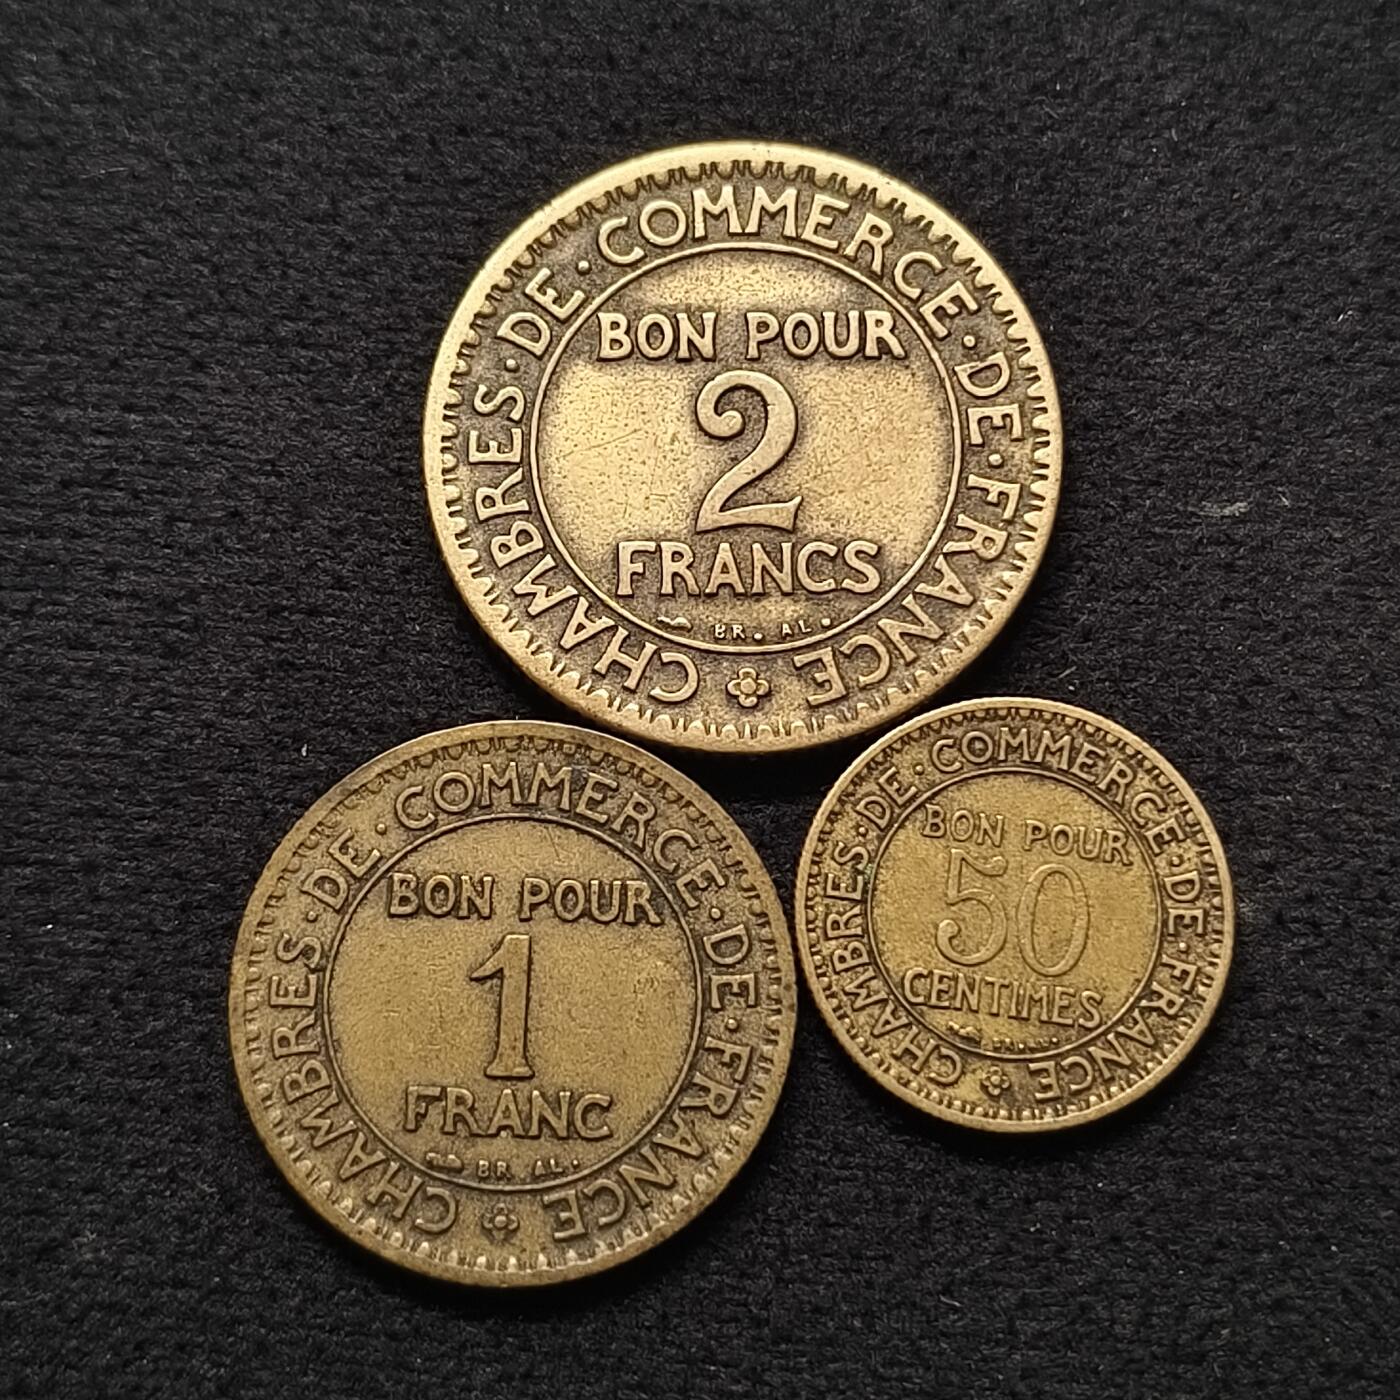 CHAMBRES·DE·COMMERCE·DE·FRANCE
BON POUR
2
FRANCS
BR. AL.
CHAMBRES·DE·COMMERCE·DE·FRANCE
BON POUR
1
FRANC
BR. AL.
CHAMBRES·DE·COMMERCE·DE·FRANCE
BON POUR
50
CENTIMES